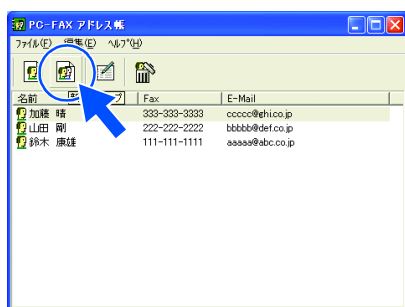 PC-FAX アドレス帳
ファイル(F) 編集(E) ヘルプ(H)
名前 Fax E-Mail
加藤 晴 333-333-3333 ccccc@ghi.co.jp
山田 剛 222-222-2222 bbbbb@def.co.jp
鈴木 康雄 111-111-1111 aaaaa@abc.co.jp